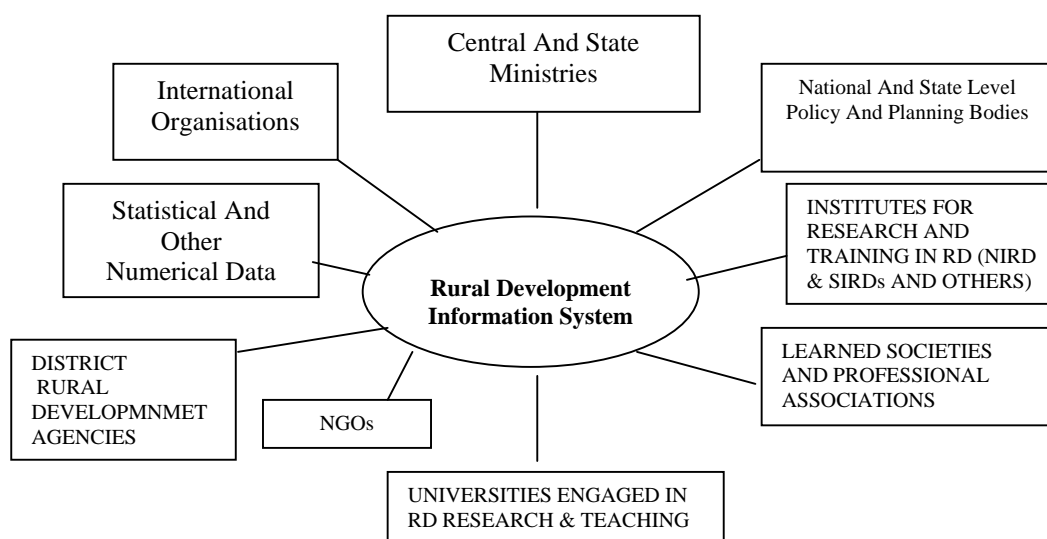 Central And State
Ministries
International
Organisations
National And State Level
Policy And Planning Bodies
Statistical And
Other
Numerical Data
INSTITUTES FOR
RESEARCH AND
TRAINING IN RD (NIRD
& SIRDs AND OTHERS)
Rural Development
Information System
DISTRICT
RURAL
DEVELOPMNMET
AGENCIES
NGOs
LEARNED SOCIETIES
AND PROFESSIONAL
ASSOCIATIONS
UNIVERSITIES ENGAGED IN
RD RESEARCH & TEACHING